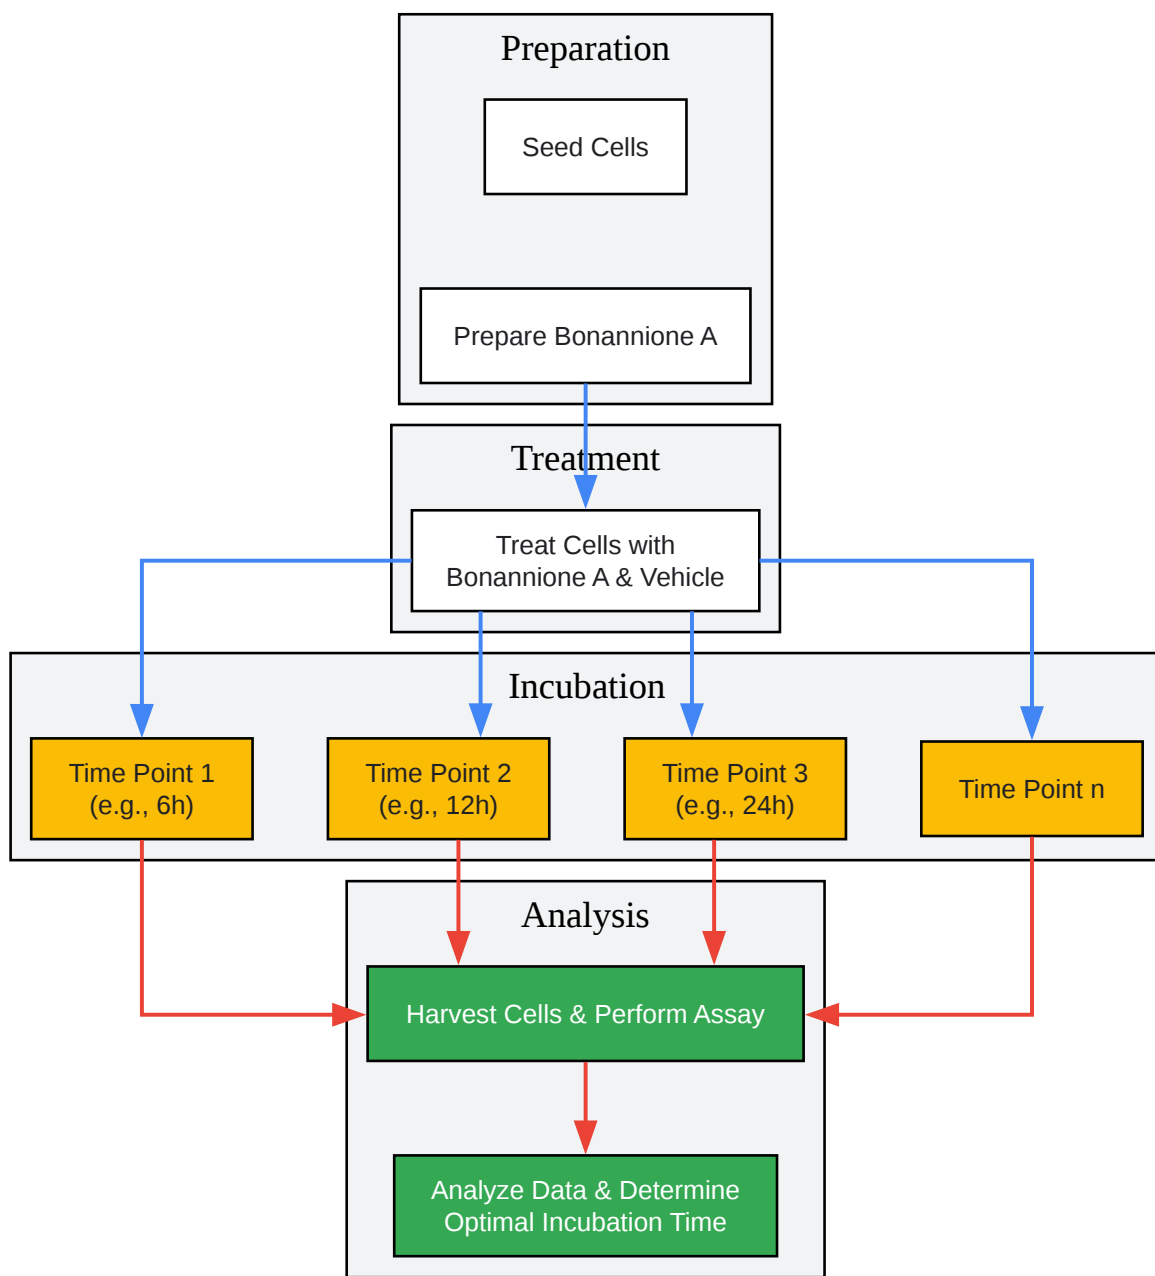 Preparation
Seed Cells
Prepare Bonannione A
Treatment
Treat Cells with
Bonannione A & Vehicle
Incubation
Time Point 1
(e.g., 6h)
Time Point 2
(e.g., 12h)
Time Point 3
(e.g., 24h)
Time Point n
Analysis
Harvest Cells & Perform Assay
Analyze Data & Determine
Optimal Incubation Time